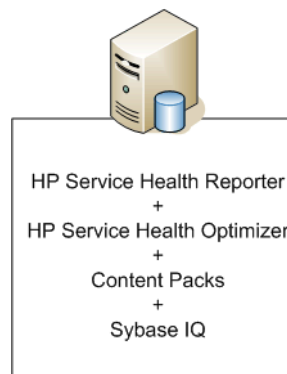 HP Service Health Reporter
+
HP Service Health Optimizer
+
Content Packs
+
Sybase IQ